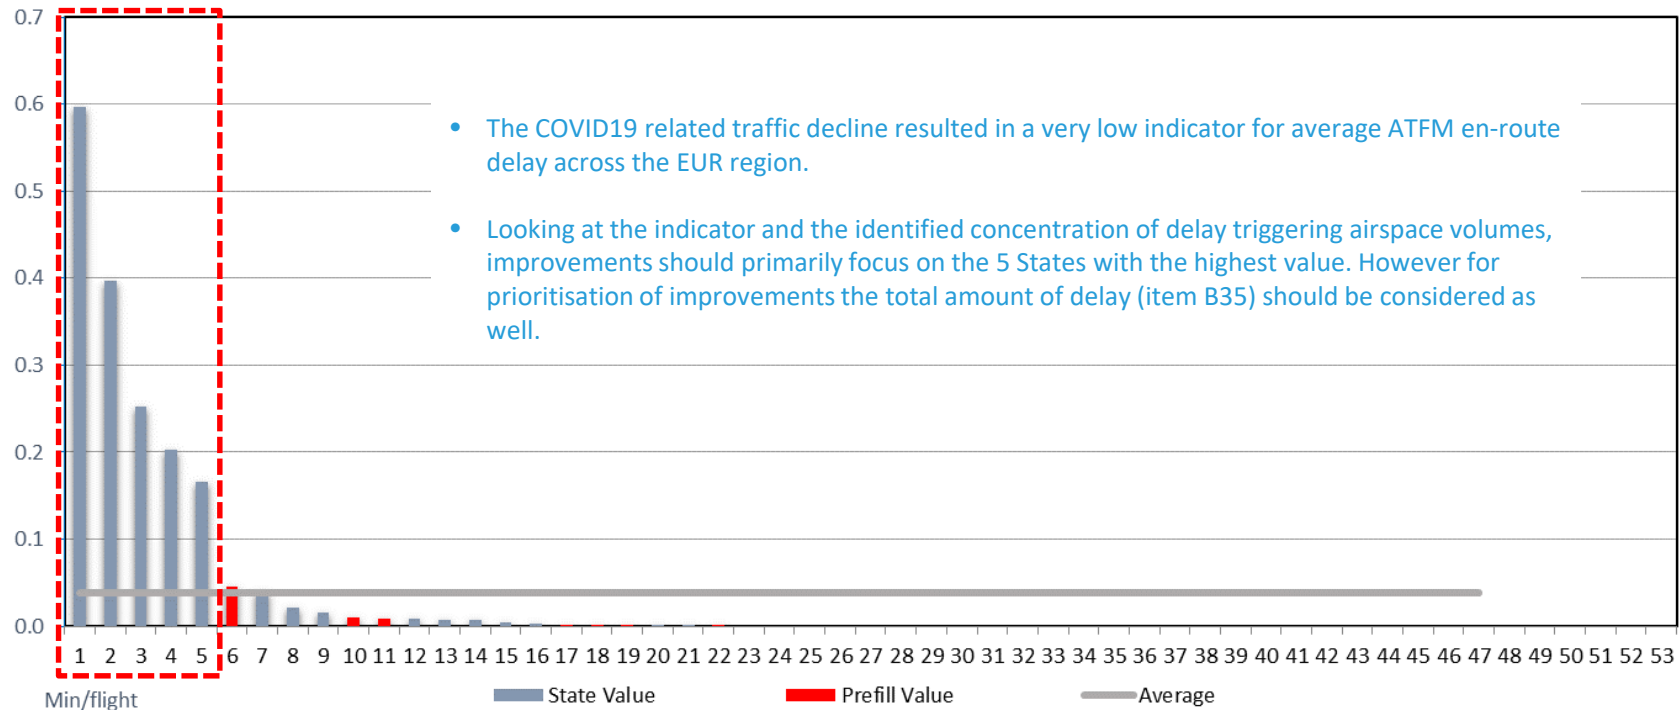 0.7
0.6
• The COVID19 related traffic decline resulted in a very low indicator for average ATFM en-route
delay across the EUR region.
0.5
• Looking at the indicator and the identified concentration of delay triggering airspace volumes,
improvements should primarily focus on the 5 States with the highest value. However for
0.4
prioritisation of improvements the total amount of delay (item B35) should be considered as
well.
0.3
0.2
0.1
0.0
1 2 3 4 5 6 7 8 9 10 11 12 13 14 15 16 17 18 19 20 21 22 23 24 25 26 27 28 29 30 31 32 33 34 35 36 37 38 39 40 41 42 43 44 45 46 47 48 49 50 51 52 53
Min/flight State Value Prefill Value Average